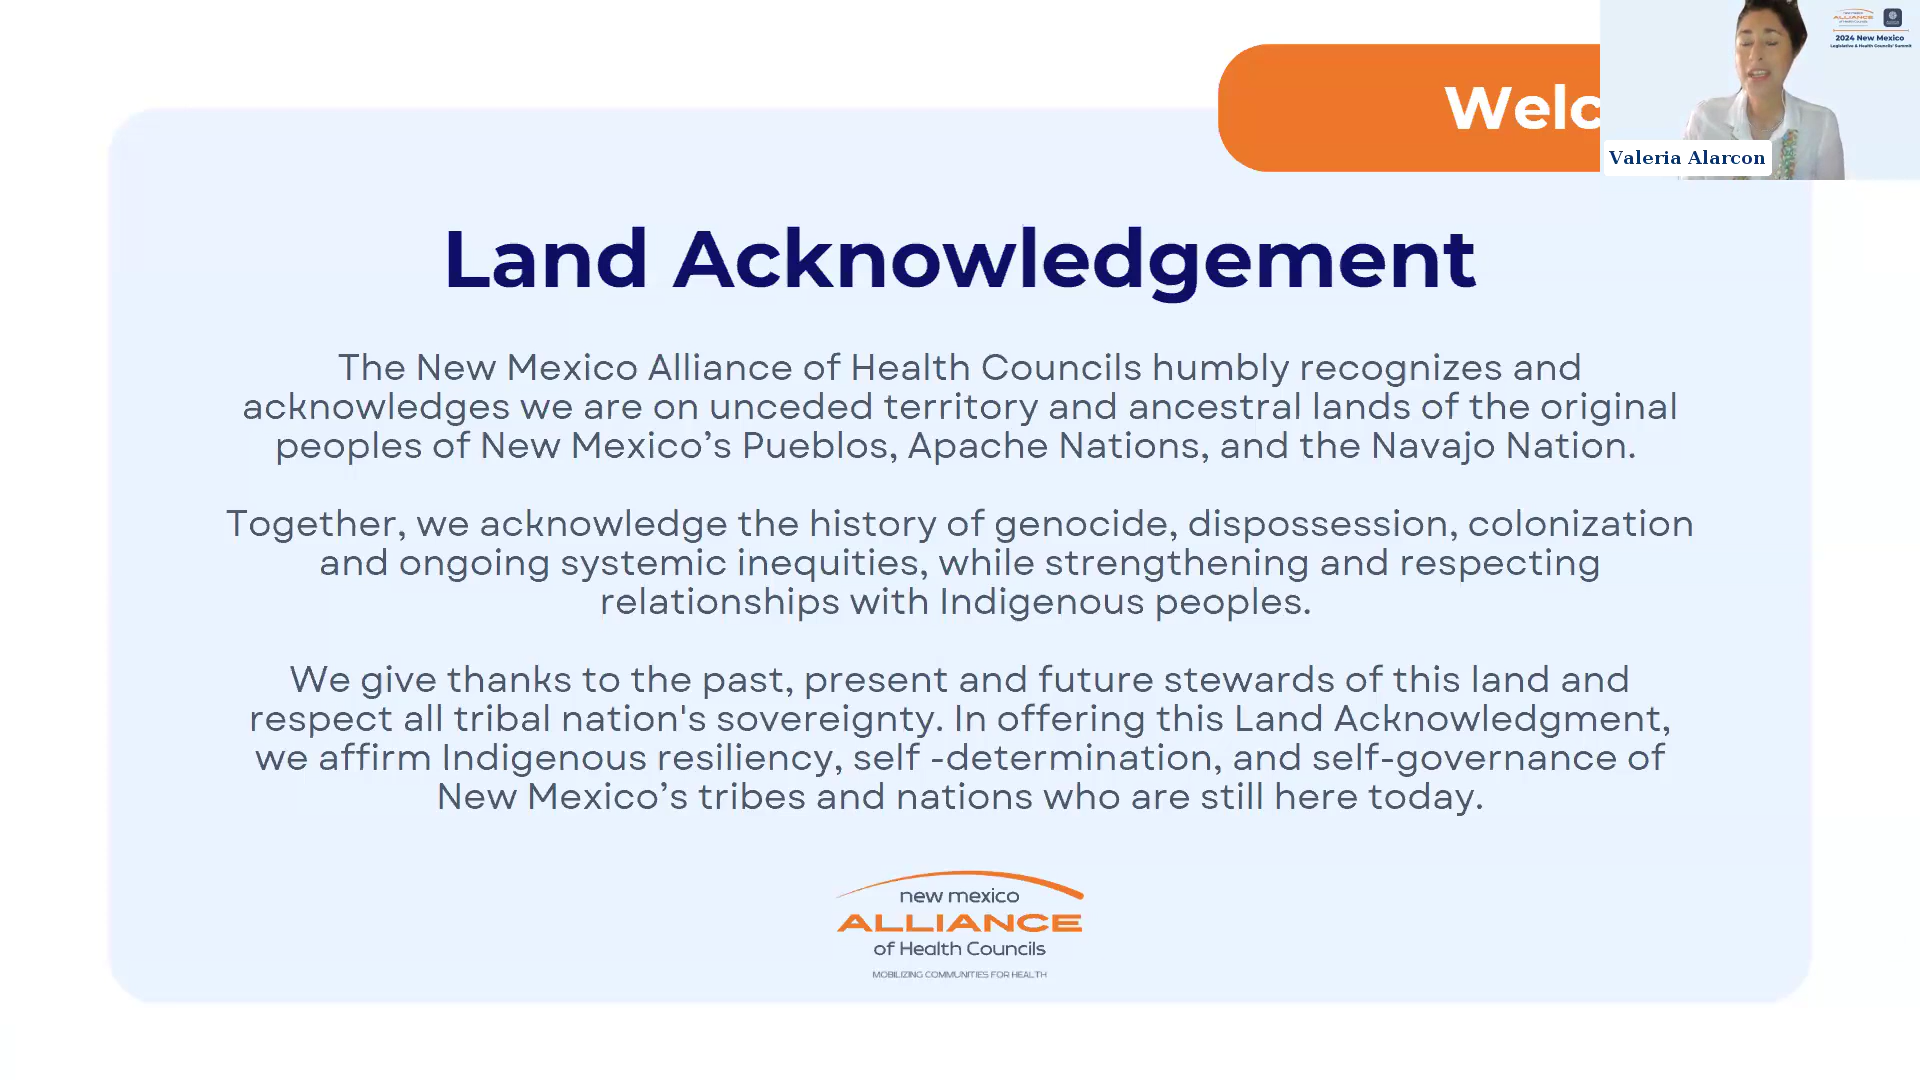 Welc
new mexico
ALLIANCE
2024 New Mexico
Legislative & Health Councils' Summit
Valeria Alarcon
Land Acknowledgement
The New Mexico Alliance of Health Councils humbly recognizes and
acknowledges we are on unceded territory and ancestral lands of the original
peoples of New Mexico’s Pueblos, Apache Nations, and the Navajo Nation.
Together, we acknowledge the history of genocide, dispossession, colonization
and ongoing systemic inequities, while strengthening and respecting
relationships with Indigenous peoples.
We give thanks to the past, present and future stewards of this land and
respect all tribal nation's sovereignty. In offering this Land Acknowledgment,
we affirm Indigenous resiliency, self -determination, and self-governance of
New Mexico’s tribes and nations who are still here today.
new mexico
ALLIANCE
of Health Councils
MOBILIZING COMMUNITIES FOR HEALTH